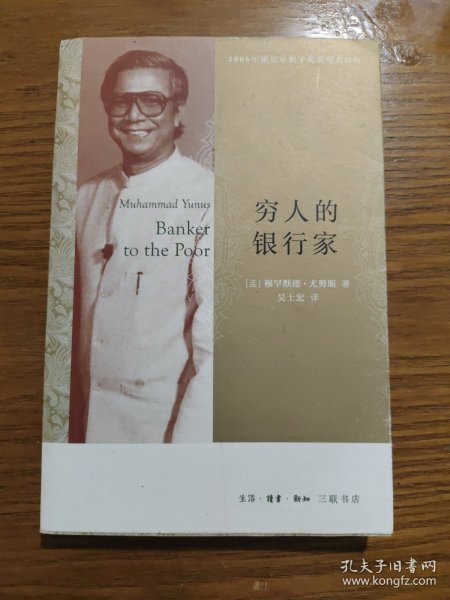 2006年诺贝尔和平奖获得者自传
Muhammad Yunus
Banker
to the Poor
穷人的
银行家
[孟] 穆罕默德·尤努斯 著
吴士宏 译
生活·讀書·新知 三联书店
孔夫子旧书网
www.kongfz.com